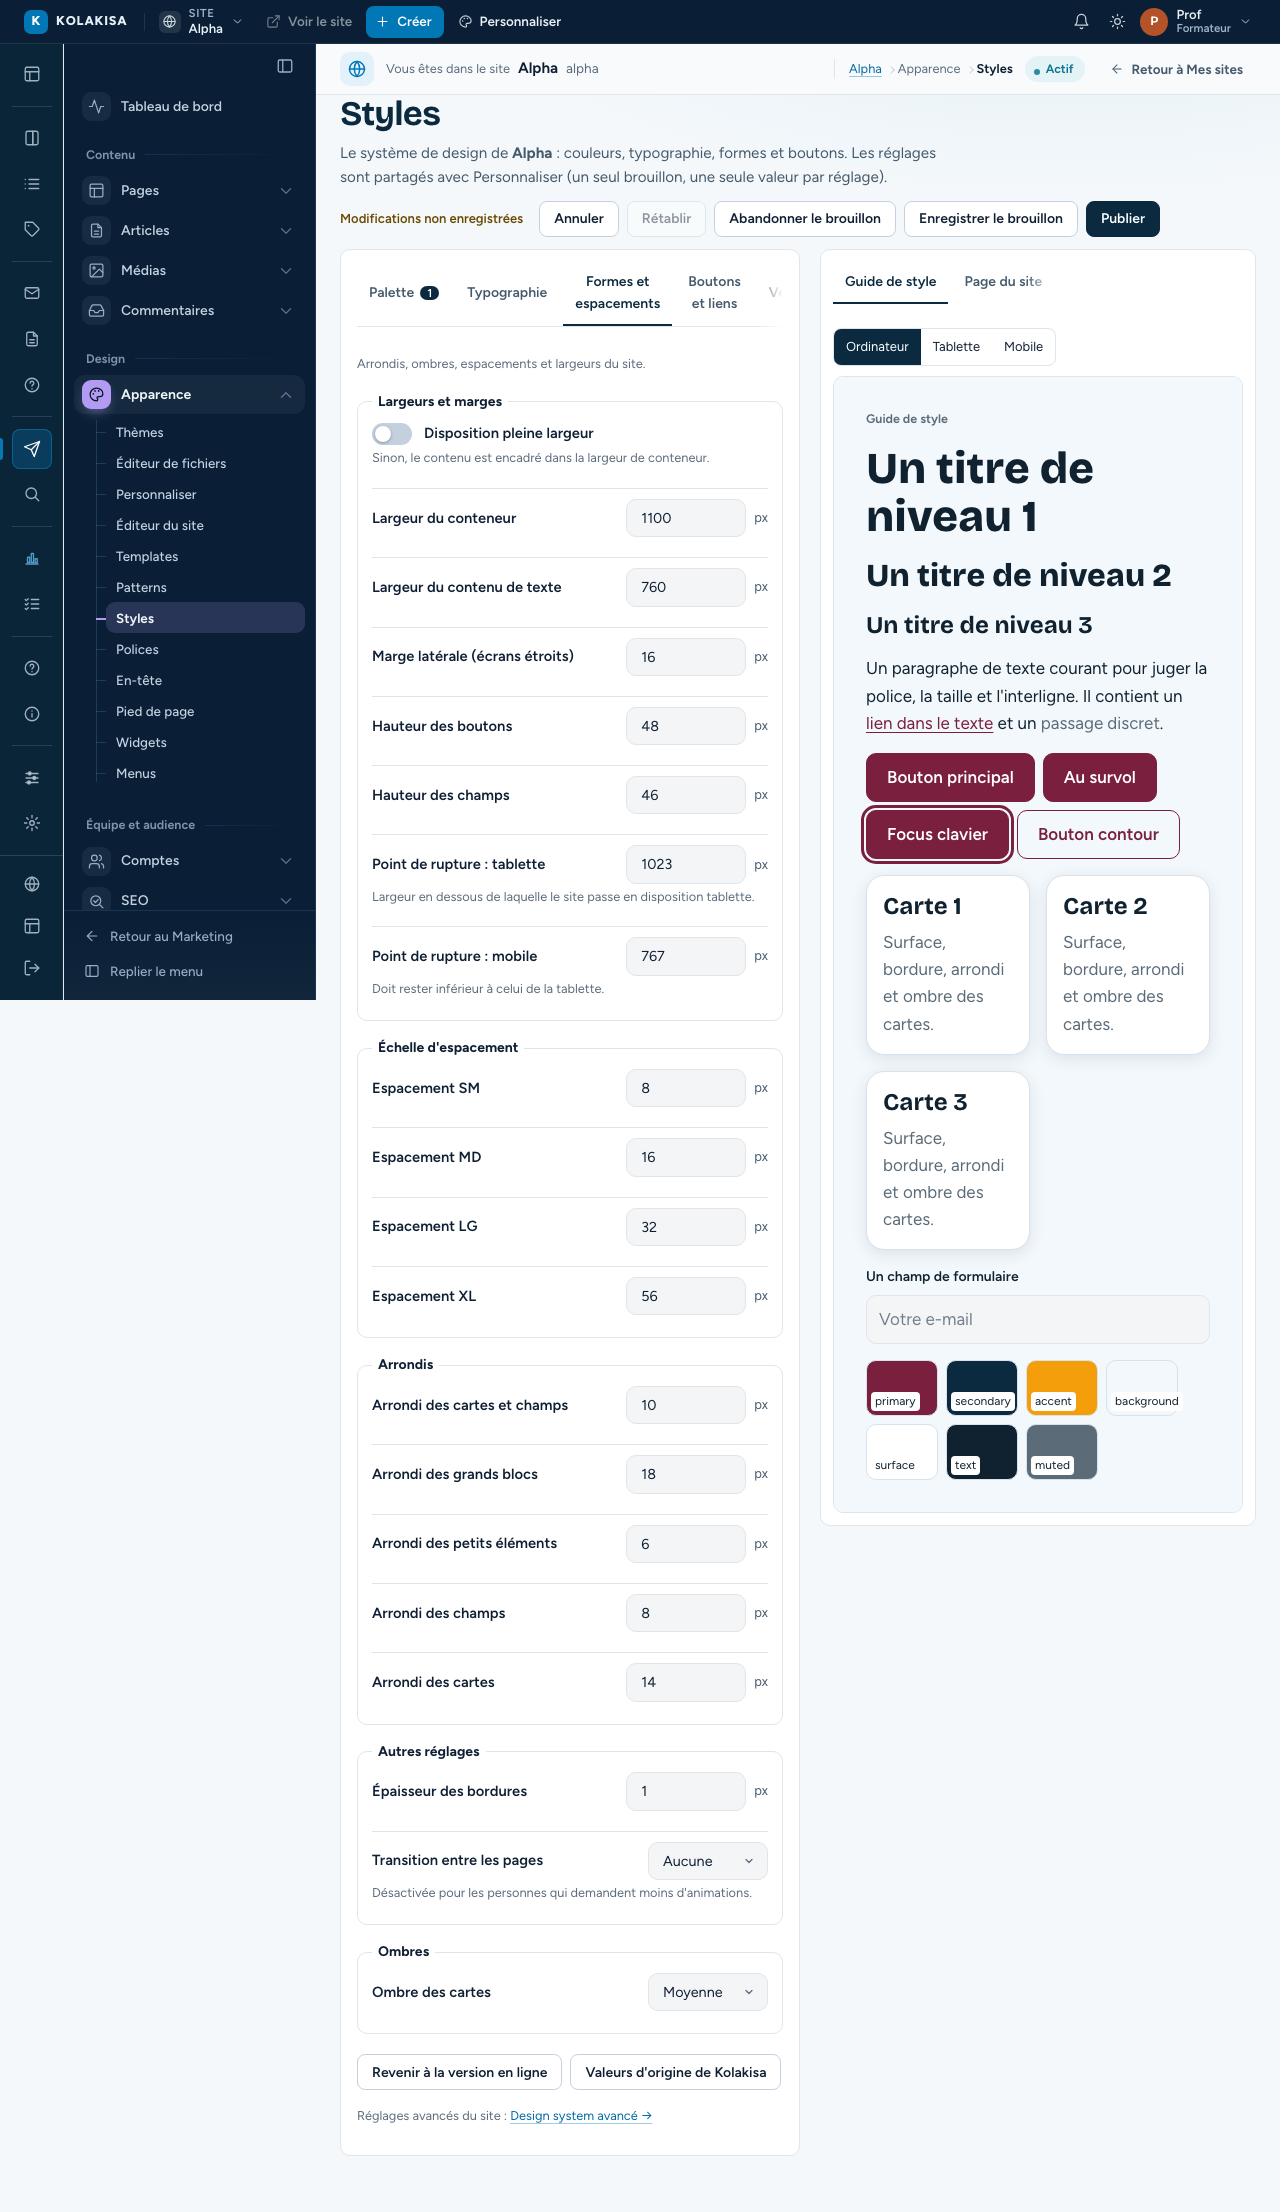 K KOLAKISA
SITE
Alpha
Voir le site
Créer
Personnaliser
P
Prof
Formateur
Tableau de bord
Contenu
Pages
Articles
Médias
Commentaires
Design
Apparence
Thèmes
Éditeur de fichiers
Personnaliser
Éditeur du site
Templates
Patterns
Styles
Polices
En-tête
Pied de page
Widgets
Menus
Équipe et audience
Comptes
SEO
Retour au Marketing
Replier le menu
Vous êtes dans le site Alpha alpha
Alpha Apparence Styles
Actif
Retour à Mes sites
Styles
Le système de design de Alpha : couleurs, typographie, formes et boutons. Les réglages
sont partagés avec Personnaliser (un seul brouillon, une seule valeur par réglage).
Modifications non enregistrées
Annuler
Rétablir
Abandonner le brouillon
Enregistrer le brouillon
Publier
Palette 1
Typographie
Formes et
espacements
Boutons
et liens
Arrondis, ombres, espacements et largeurs du site.
Largeurs et marges
Disposition pleine largeur
Sinon, le contenu est encadré dans la largeur de conteneur.
Largeur du conteneur 1100 px
Largeur du contenu de texte 760 px
Marge latérale (écrans étroits) 16 px
Hauteur des boutons 48 px
Hauteur des champs 46 px
Point de rupture : tablette 1023 px
Largeur en dessous de laquelle le site passe en disposition tablette.
Point de rupture : mobile 767 px
Doit rester inférieur à celui de la tablette.
Échelle d'espacement
Espacement SM 8 px
Espacement MD 16 px
Espacement LG 32 px
Espacement XL 56 px
Arrondis
Arrondi des cartes et champs 10 px
Arrondi des grands blocs 18 px
Arrondi des petits éléments 6 px
Arrondi des champs 8 px
Arrondi des cartes 14 px
Autres réglages
Épaisseur des bordures 1 px
Transition entre les pages Aucune
Désactivée pour les personnes qui demandent moins d'animations.
Ombres
Ombre des cartes Moyenne
Revenir à la version en ligne
Valeurs d'origine de Kolakisa
Réglages avancés du site : Design system avancé →
Guide de style
Page du site
Ordinateur
Tablette
Mobile
Guide de style
Un titre de
niveau 1
Un titre de niveau 2
Un titre de niveau 3
Un paragraphe de texte courant pour juger la
police, la taille et l'interligne. Il contient un
lien dans le texte et un passage discret.
Bouton principal
Au survol
Focus clavier
Bouton contour
Carte 1
Surface,
bordure, arrondi
et ombre des
cartes.
Carte 2
Surface,
bordure, arrondi
et ombre des
cartes.
Carte 3
Surface,
bordure, arrondi
et ombre des
cartes.
Un champ de formulaire
Votre e-mail
primary
secondary
accent
background
surface
text
muted